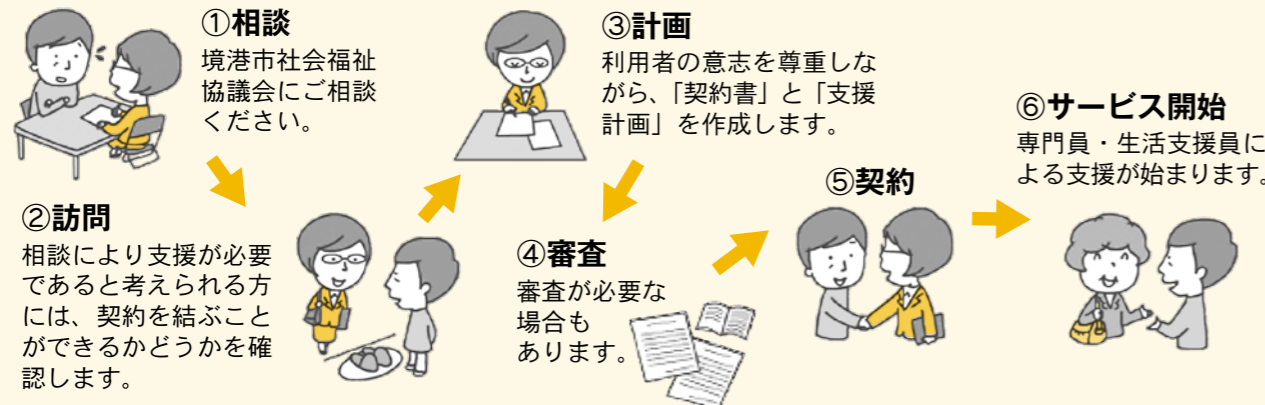 ①相談
境港市社会福祉
協議会にご相談
ください。
②訪問
相談により支援が必要
であると考えられる方
には、契約を結ぶこと
ができるかどうかを確
認します。
③計画
利用者の意志を尊重しな
がら、「契約書」と「支援
計画」を作成します。
④審査
審査が必要な
場合も
あります。
⑤契約
⑥サービス開始
専門員・生活支援員に
よる支援が始まります。